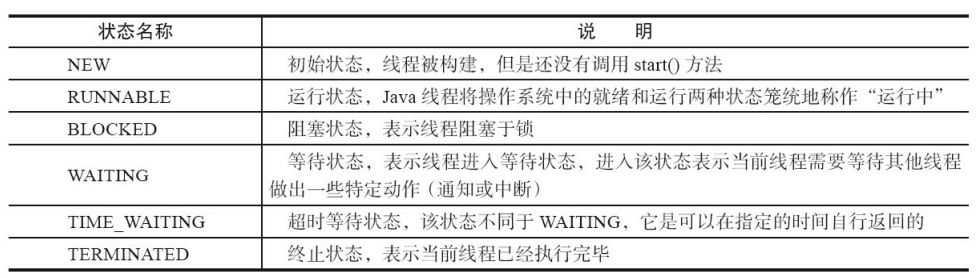 状态名称 说 明
NEW 初始状态，线程被构建，但是还没有调用 start() 方法
RUNNABLE 运行状态，Java 线程将操作系统中的就绪和运行两种状态笼统地称作“运行中”
BLOCKED 阻塞状态，表示线程阻塞于锁
WAITING 等待状态，表示线程进入等待状态，进入该状态表示当前线程需要等待其他线程
做出一些特定动作（通知或中断）
TIME_WAITING 超时等待状态，该状态不同于 WAITING，它是可以在指定的时间自行返回的
TERMINATED 终止状态，表示当前线程已经执行完毕